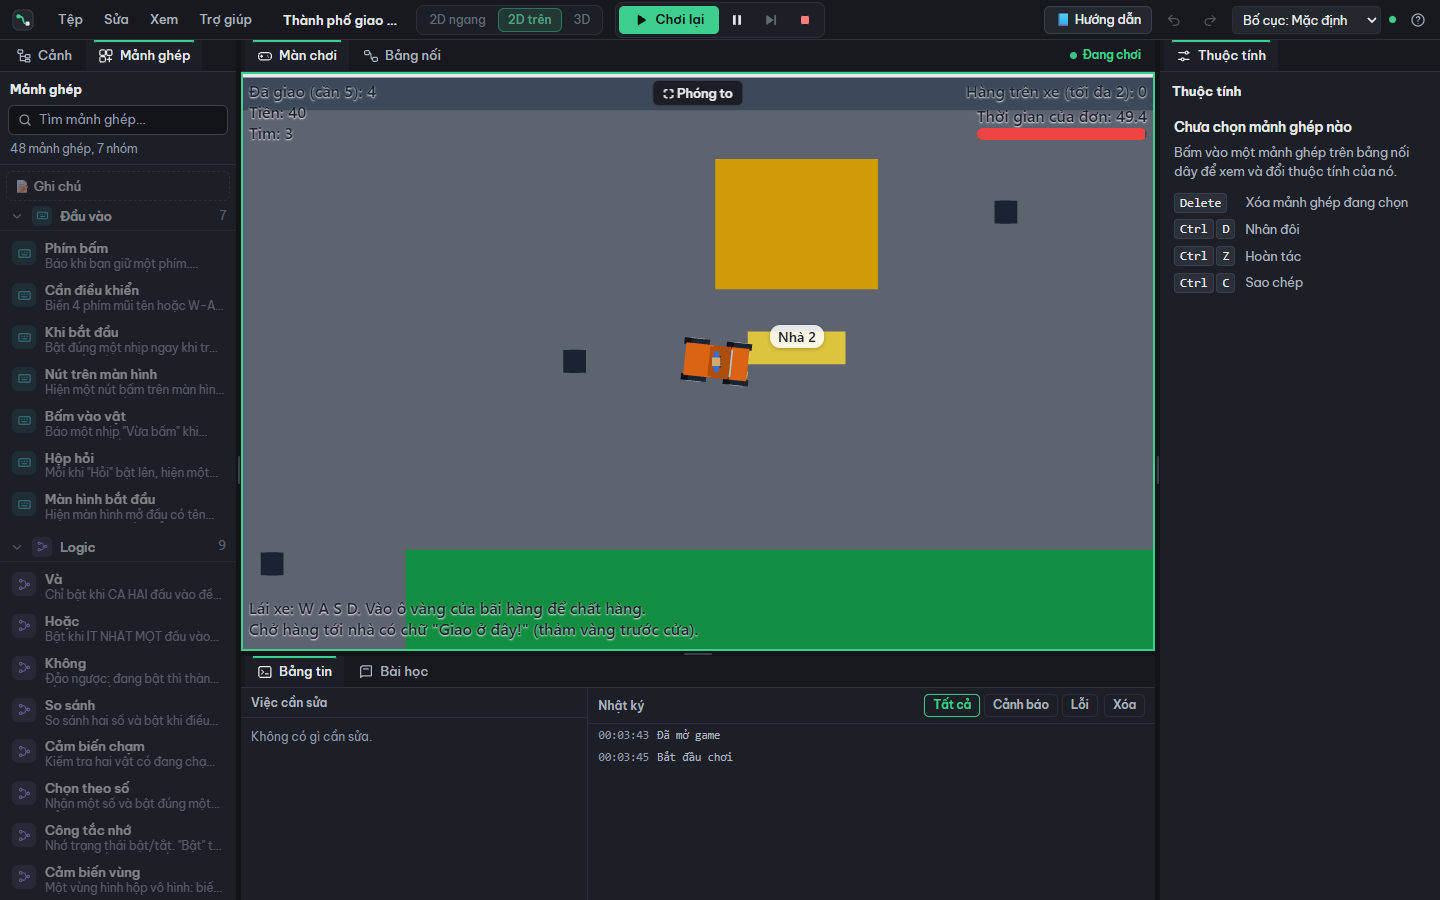 Tệp Sửa Xem Trợ giúp Thành phố giao ... 2D ngang 2D trên 3D Chơi lại Hướng dẫn Bố cục: Mặc định
Cảnh Mảnh ghép
Mảnh ghép
Tìm mảnh ghép...
48 mảnh ghép, 7 nhóm
Ghi chú
Đầu vào 7
Phím bấm
Báo khi bạn giữ một phím....
Cần điều khiển
Biến 4 phím mũi tên hoặc W-A...
Khi bắt đầu
Bật đúng một nhịp ngay khi tr...
Nút trên màn hình
Hiện một nút bấm trên màn hìn...
Bấm vào vật
Báo một nhịp "Vừa bấm" khi...
Hộp hỏi
Mỗi khi "Hỏi" bật lên, hiện một...
Màn hình bắt đầu
Hiện màn hình mở đầu có tên...
Logic 9
Và
Chỉ bật khi CẢ HAI đầu vào đề...
Hoặc
Bật khi ÍT NHẤT MỘT đầu vào...
Không
Đảo ngược: đang bật thì thàn...
So sánh
So sánh hai số và bật khi điều...
Cảm biến chạm
Kiểm tra hai vật có đang chạ...
Chọn theo số
Nhận một số và bật đúng một...
Công tắc nhớ
Nhớ trạng thái bật/tắt. "Bật" t...
Cảm biến vùng
Một vùng hình hộp vô hình: biế...
Màn chơi Bảng nối Đang chơi
Đã giao (cần 5): 4
Tiền: 40
Tim: 3
Phóng to
Hàng trên xe (tối đa 2): 0
Thời gian của đơn: 49.4
Nhà 2
Lái xe: W A S D. Vào ô vàng của bãi hàng để chất hàng.
Chở hàng tới nhà có chữ "Giao ở đây!" (thảm vàng trước cửa).
Bảng tin Bài học
Việc cần sửa
Không có gì cần sửa.
Nhật ký Tất cả Cảnh báo Lỗi Xóa
00:03:43 Đã mở game
00:03:45 Bắt đầu chơi
Thuộc tính
Thuộc tính
Chưa chọn mảnh ghép nào
Bấm vào một mảnh ghép trên bảng nối
dây để xem và đổi thuộc tính của nó.
Delete Xóa mảnh ghép đang chọn
Ctrl D Nhân đôi
Ctrl Z Hoàn tác
Ctrl C Sao chép